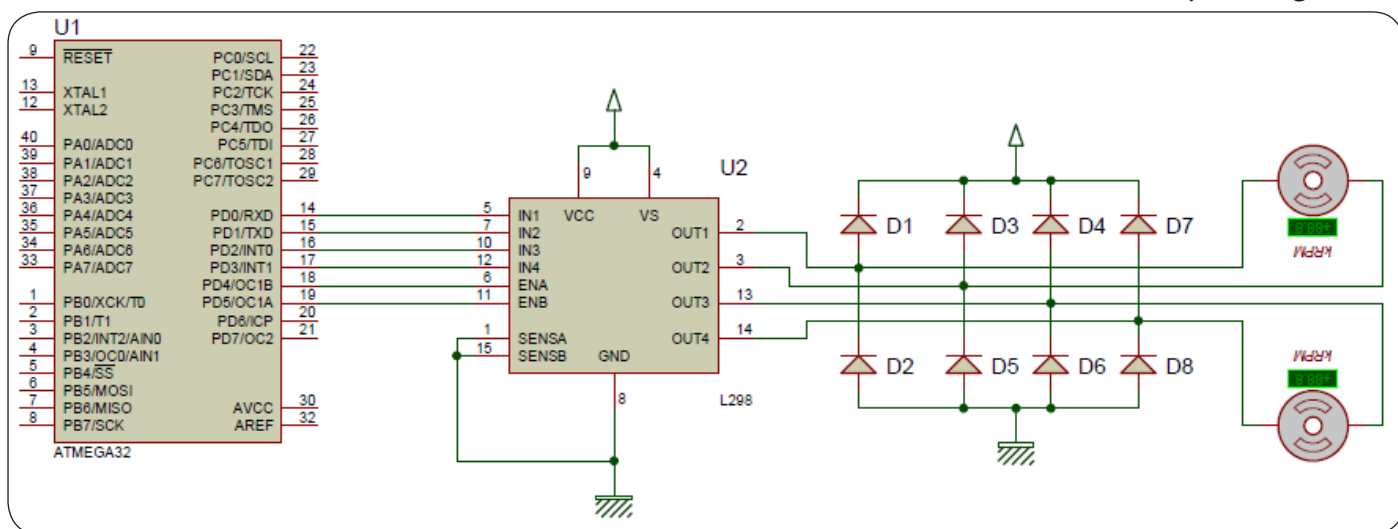 U1
9 RESET PC0/SCL 22
PC1/SDA 23
13 XTAL1 PC2/TCK 24
12 XTAL2 PC3/TMS 25
PC4/TDO 26
40 PA0/ADC0 PC5/TDI 27
39 PA1/ADC1 PC6/TOSC1 28
38 PA2/ADC2 PC7/TOSC2 29
37 PA3/ADC3
36 PA4/ADC4 PD0/RXD 14
35 PA5/ADC5 PD1/TXD 15
34 PA6/ADC6 PD2/INT0 16
33 PA7/ADC7 PD3/INT1 17
PD4/OC1B 18
1 PB0/XCK/T0 PD5/OC1A 19
2 PB1/T1 PD6/ICP 20
3 PB2/INT2/AIN0 PD7/OC2 21
4 PB3/OC0/AIN1
5 PB4/SS
6 PB5/MOSI
7 PB6/MISO AVCC 30
8 PB7/SCK AREF 32
ATMEGA32
U2
9 4
VCC VS
5 IN1 OUT1 2
7 IN2
10 IN3 OUT2 3
12 IN4
6 ENA OUT3 13
11 ENB
1 SENSA OUT4 14
15 SENSB GND
8
L298
D1 D3 D4 D7
D2 D5 D6 D8
kRPM
kRPM